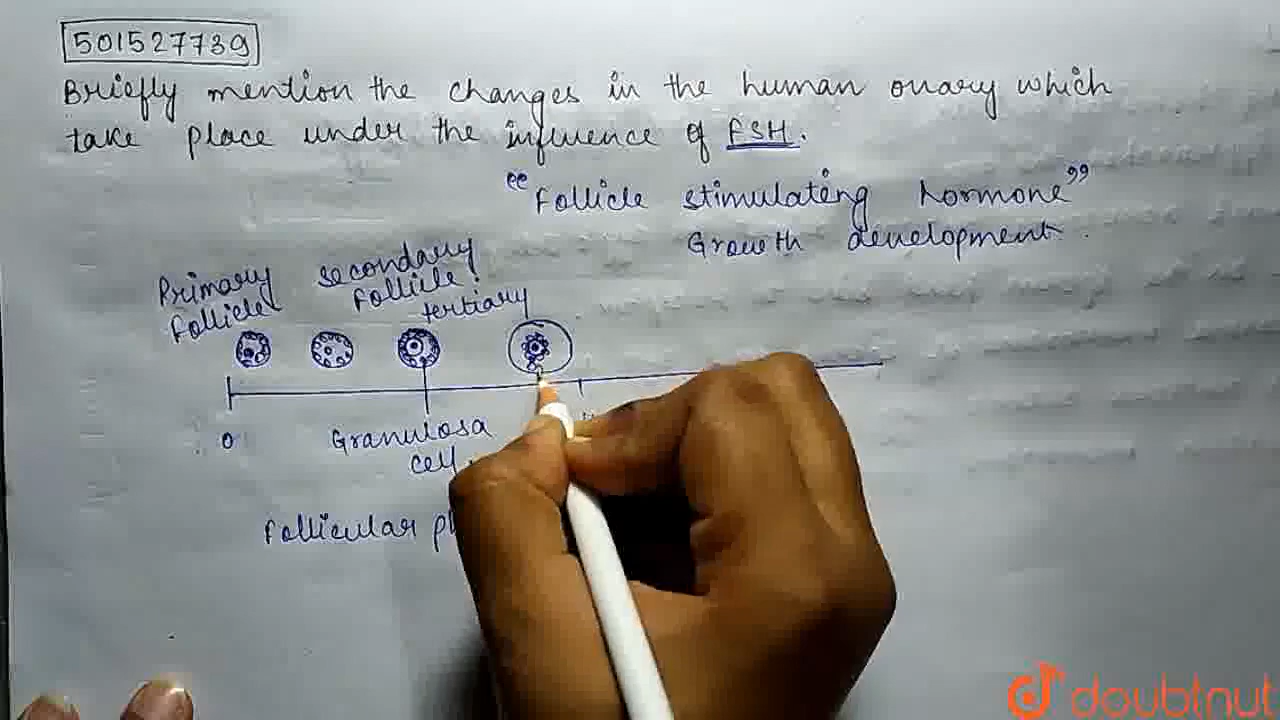 501527739
Briefly mention the changes in the human ovary which
take place under the influence of FSH.
"Follicle stimulating hormone"
Growth development.
Primary
follicle
secondary
follicle.
tertiary
0
Granulosa
cell.
follicular
doubtnut